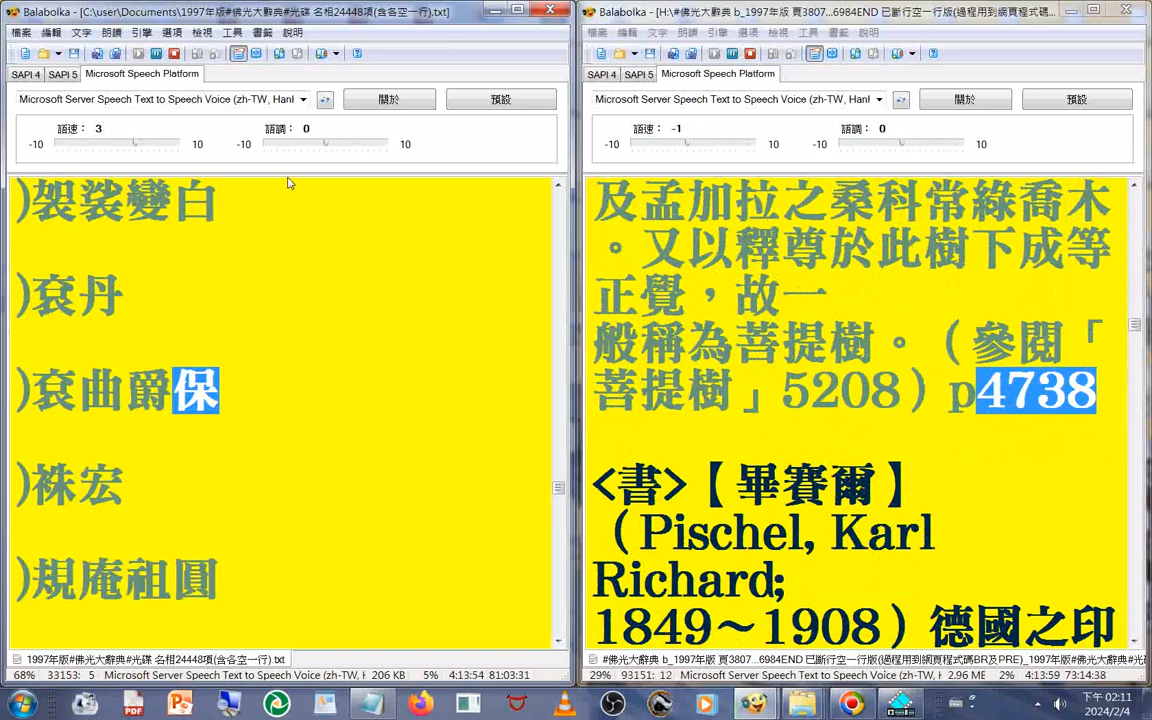 Balabolka - [C:\user\Documents\1997年版#佛光大辭典#光碟 名相24448項(含各空一行).txt]
檔案 編輯 文字 朗讀 引擎 選項 檢視 工具 書籤 說明
SAPI 4 SAPI 5 Microsoft Speech Platform
Microsoft Server Speech Text to Speech Voice (zh-TW, Hanl
關於 預設
語速： 3 語調： 0
-10 10 -10 10
)袈裟變白
)袞丹
)袞曲爵保
)袾宏
)規庵祖圓
1997年版#佛光大辭典#光碟 名相24448項(含各空一行).txt
68% 33153: 5 Microsoft Server Speech Text to Speech Voice (zh-TW, H 206 KB 5% 4:13:54 81:03:31
Balabolka - [H:\#佛光大辭典 b_1997年版 頁3807...6984END 已斷行空一行版(過程用到網頁程式碼...
檔案 編輯 文字 朗讀 引擎 選項 檢視 工具 書籤 說明
SAPI 4 SAPI 5 Microsoft Speech Platform
Microsoft Server Speech Text to Speech Voice (zh-TW, Hanl
關於 預設
語速： -1 語調： 0
-10 10 -10 10
及孟加拉之桑科常綠喬木
。又以釋尊於此樹下成等
正覺，故一
般稱為菩提樹。（參閱「
菩提樹」5208）p4738
<書>【畢賽爾】
（Pischel, Karl
Richard;
1849～1908）德國之印
#佛光大辭典 b_1997年版 頁3807...6984END 已斷行空一行版(過程用到網頁程式碼BR及PRE)_1997年版#光
29% 93151: 12 Microsoft Server Speech Text to Speech Voice (zh-TW, H 2.96 ME 2% 4:13:59 73:14:38
PDF
下午 02:11
2024/2/4